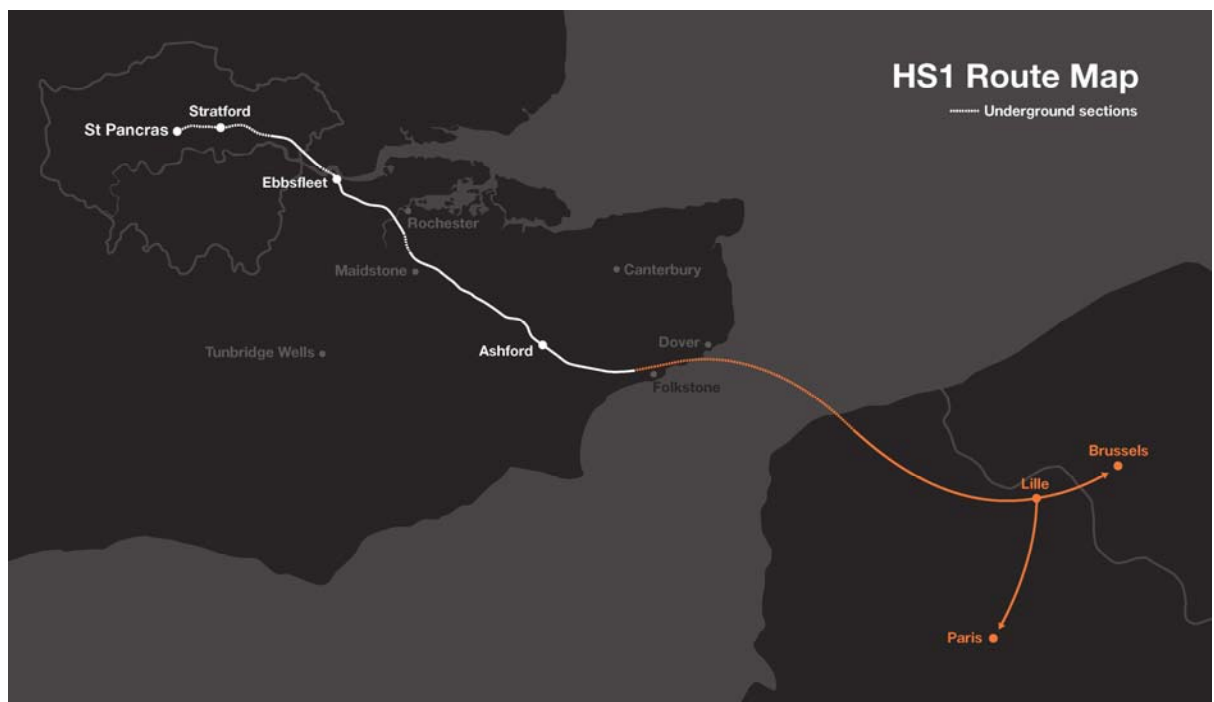 HS1 Route Map
Underground sections
Stratford
St Pancras
Ebbsfleet
Rochester
Maidstone
Canterbury
Tunbridge Wells
Ashford
Dover
Folkstone
Brussels
Lille
Paris